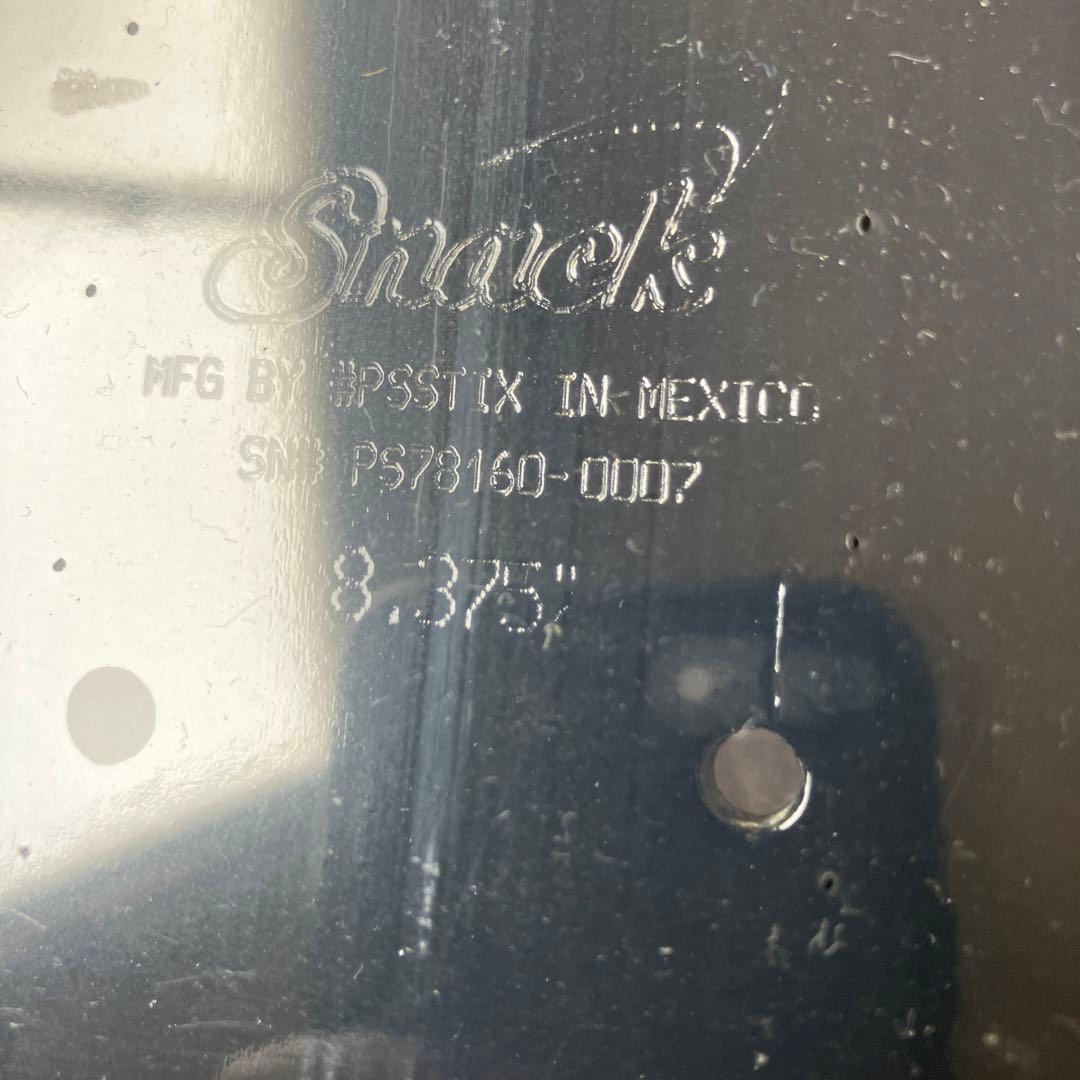 Snack's
MFG BY #PSSTIX IN MEXICO
SN# PS78160-0007
8.375"